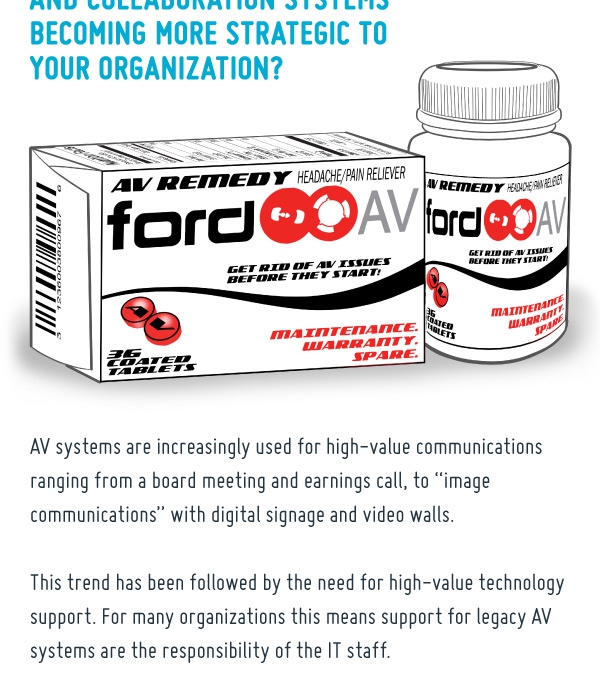 AND COLLABORATION SYSTEMS
BECOMING MORE STRATEGIC TO
YOUR ORGANIZATION?
AV REMEDY HEADACHE/PAIN RELIEVER
ford AV
GET RID OF AV ISSUES
BEFORE THEY START!
36
COATED
TABLETS
MAINTENANCE.
WARRANTY.
SPARE.
AV REMEDY HEADACHE/PAIN RELIEVER
ford AV
GET RID OF AV ISSUES
BEFORE THEY START!
36
COATED
TABLETS
MAINTENANCE.
WARRANTY.
SPARE.
AV systems are increasingly used for high-value communications
ranging from a board meeting and earnings call, to “image
communications” with digital signage and video walls.
This trend has been followed by the need for high-value technology
support. For many organizations this means support for legacy AV
systems are the responsibility of the IT staff.